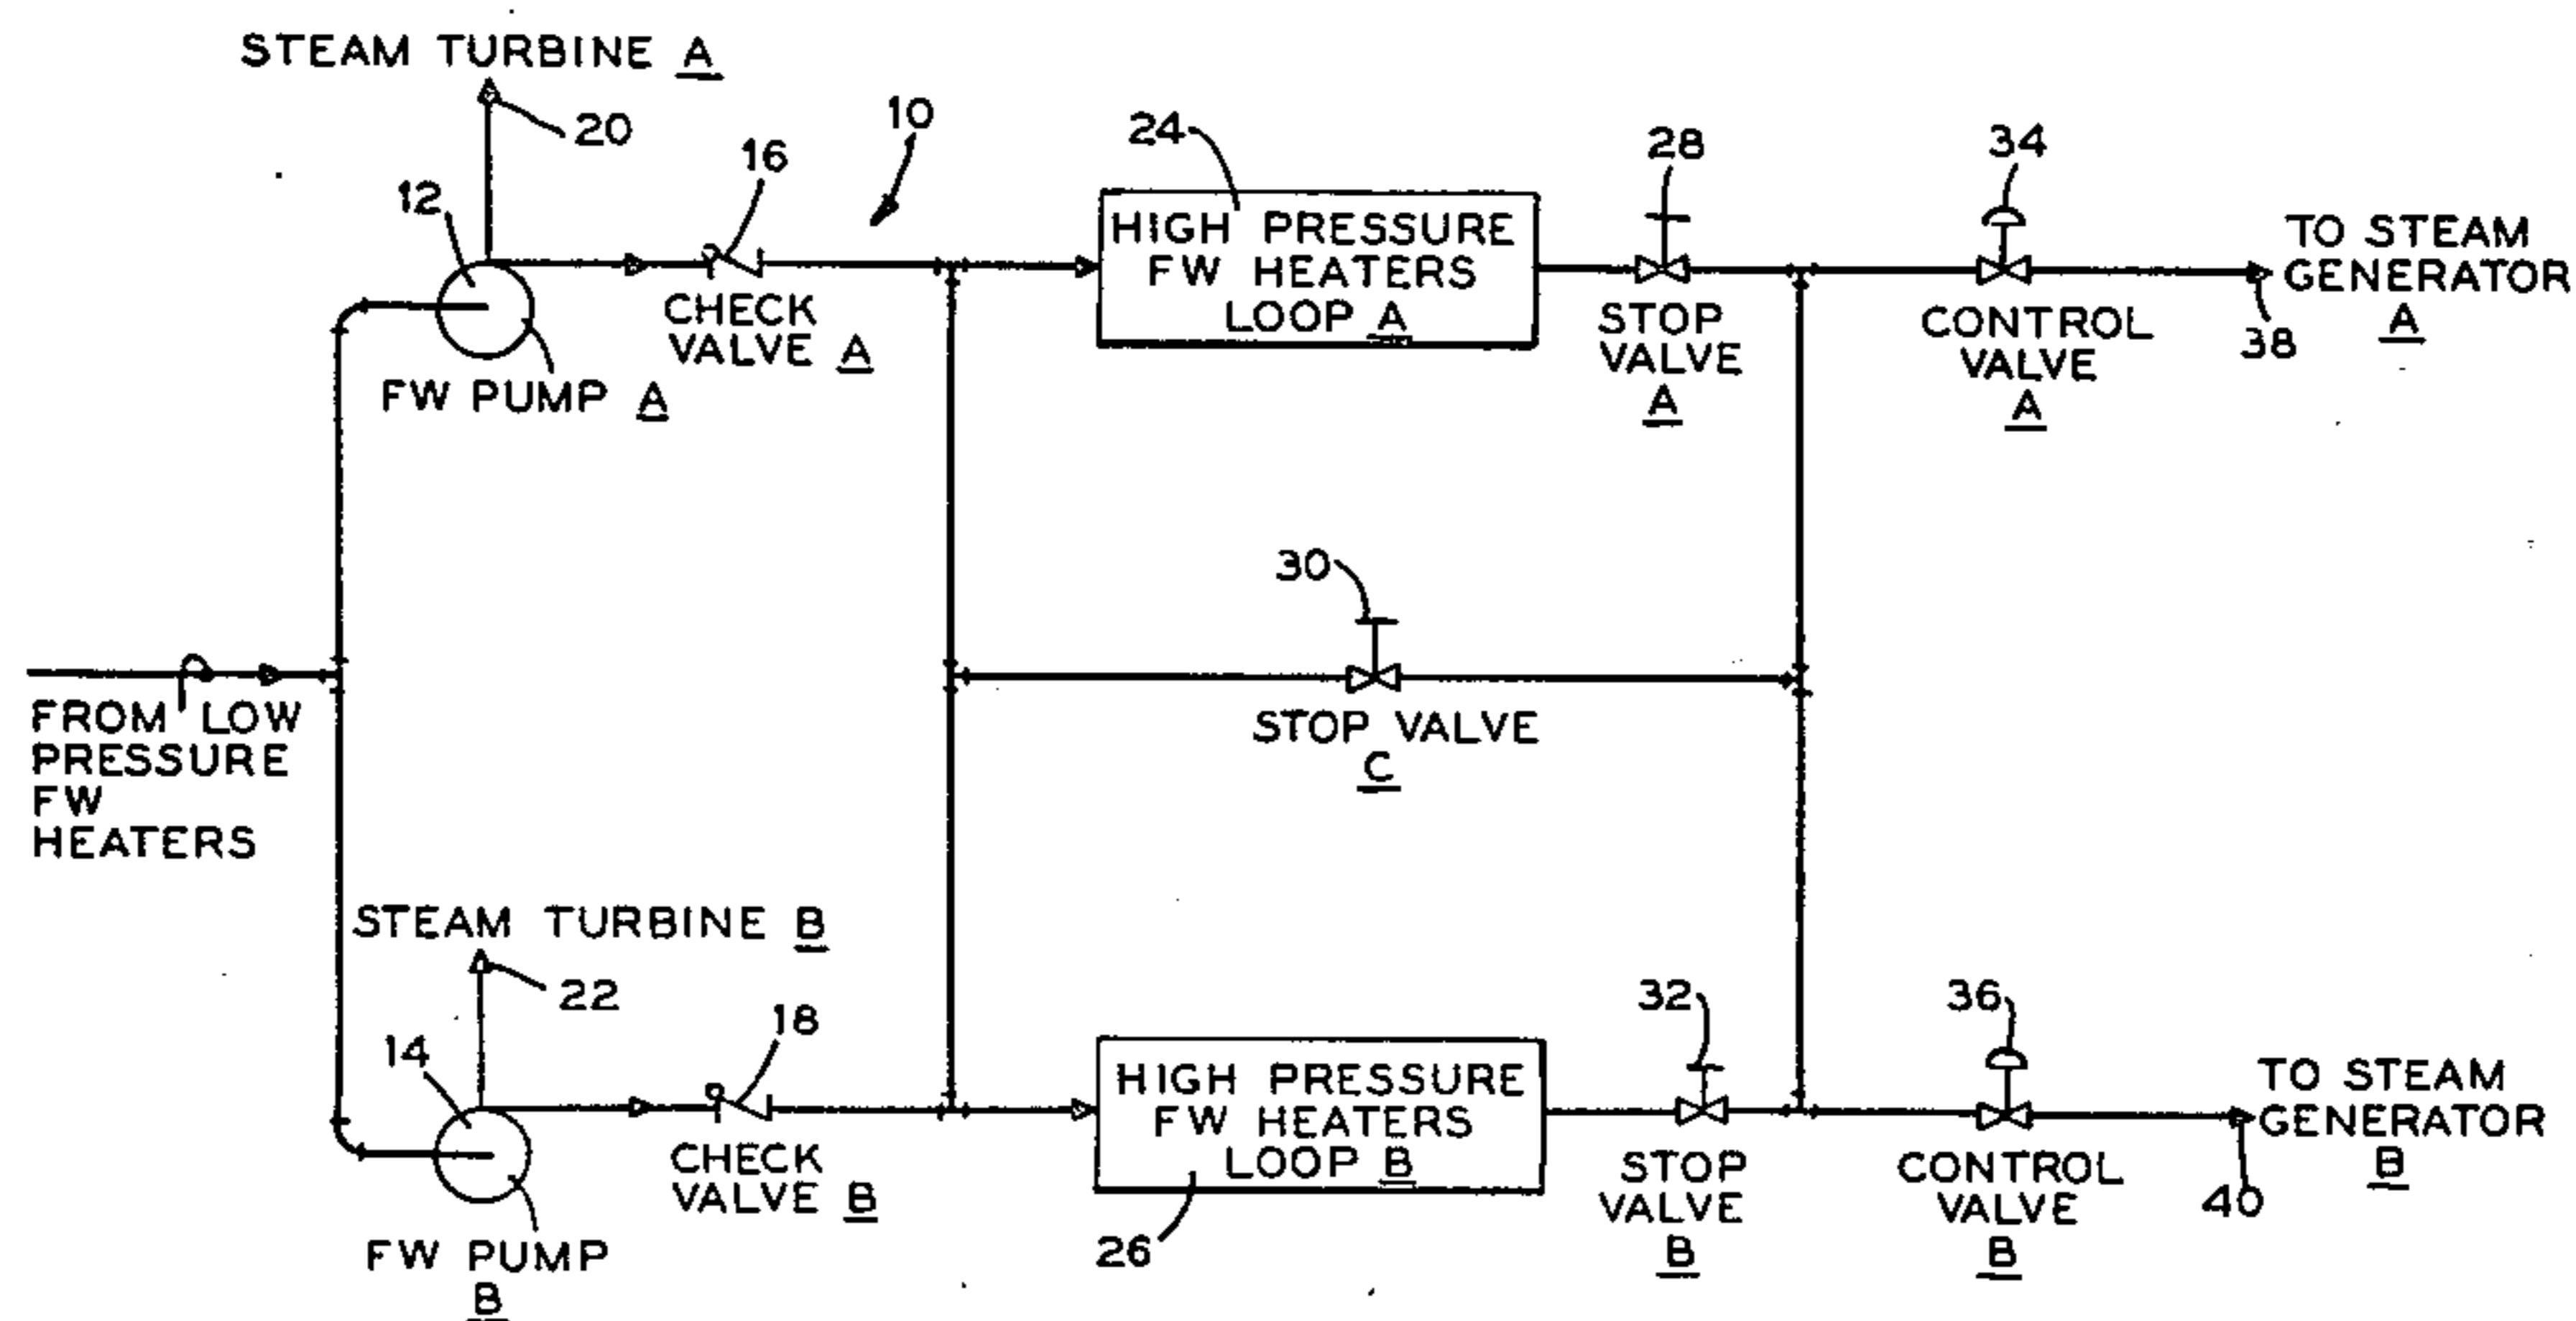 STEAM TURBINE A
20
12
16
10
CHECK
VALVE A
FW PUMP A
24
HIGH PRESSURE
FW HEATERS
LOOP A
28
STOP
VALVE
A
34
CONTROL
VALVE
A
TO STEAM
GENERATOR
A
38
30
STOP VALVE
C
FROM LOW
PRESSURE
FW
HEATERS
STEAM TURBINE B
22
14
18
CHECK
VALVE B
FW PUMP
B
HIGH PRESSURE
FW HEATERS
LOOP B
26
32
STOP
VALVE
B
36
CONTROL
VALVE
B
TO STEAM
GENERATOR
B
40